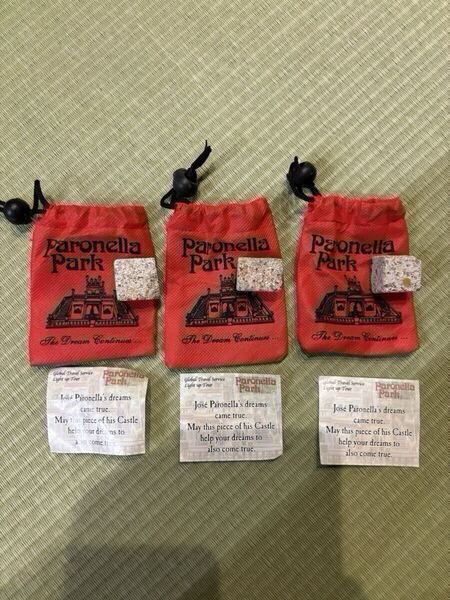 Paronella
Park
The Dream Continues...
Paronella
Park
The Dream Continues...
Paronella
Park
The Dream Continues...
Global Travel Service
Light up Tour
Paronella
Park
José Paronella's dreams
came true.
May this piece of his Castle
help your dreams to
also come true.
Global Travel Service
Light up Tour
Paronella
Park
José Paronella's dreams
came true.
May this piece of his Castle
help your dreams to
also come true.
Global Travel Service
Light up Tour
Paronella
Park
José Paronella's dreams
came true.
May this piece of his Castle
help your dreams to
also come true.